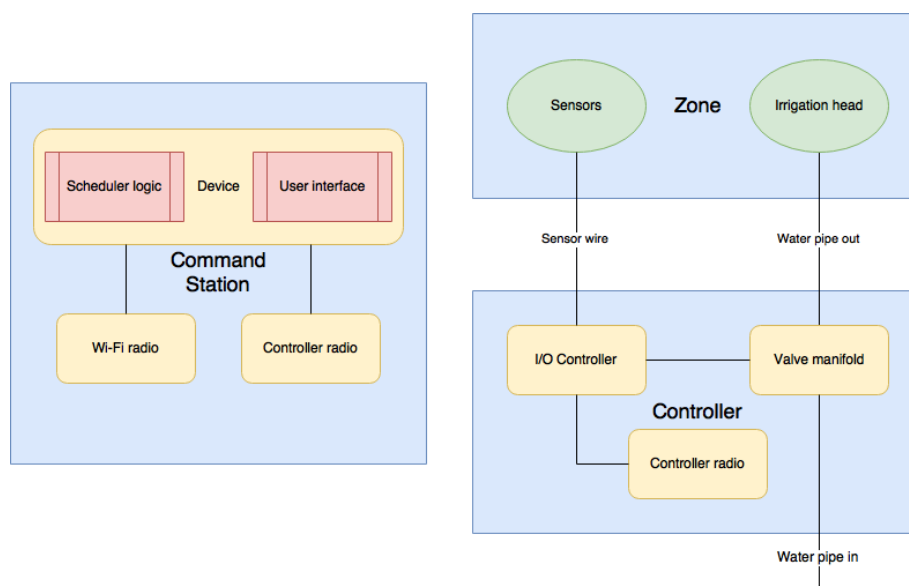 Scheduler logic
Device
User interface
Command
Station
Wi-Fi radio
Controller radio
Sensors
Zone
Irrigation head
Sensor wire
Water pipe out
I/O Controller
Valve manifold
Controller
Controller radio
Water pipe in